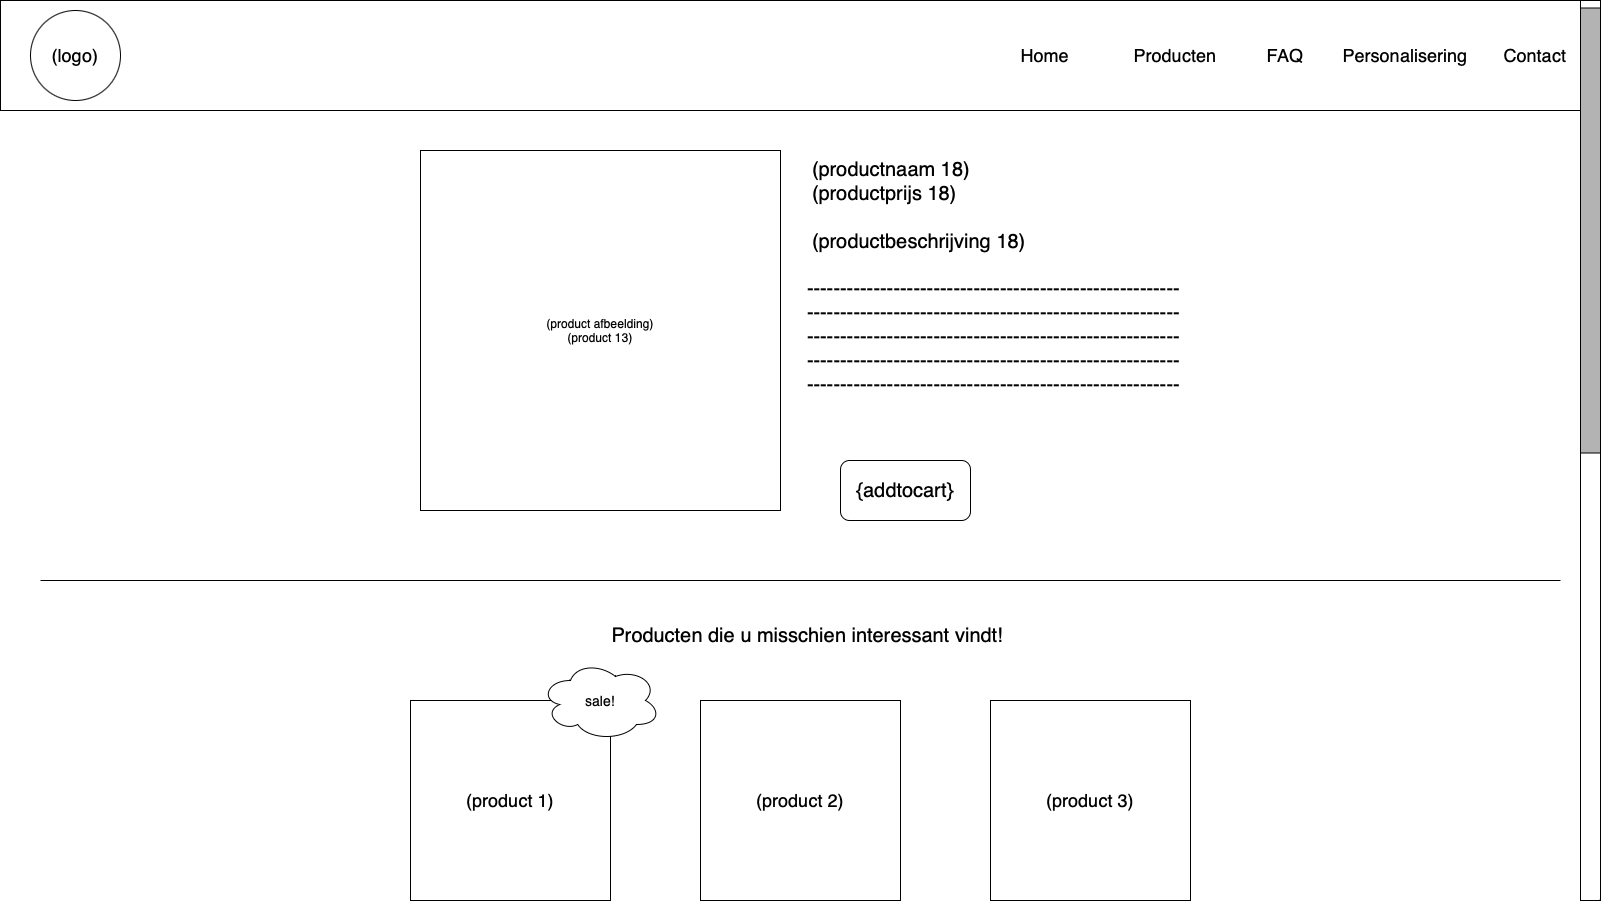 (logo)
Home Producten FAQ Personalisering Contact
(productnaam 18)
(productprijs 18)
(productbeschrijving 18)
--------------------------------------------------------
--------------------------------------------------------
--------------------------------------------------------
--------------------------------------------------------
--------------------------------------------------------
(product afbeelding)
(product 13)
{addtocart}
Producten die u misschien interessant vindt!
sale!
(product 1) (product 2) (product 3)